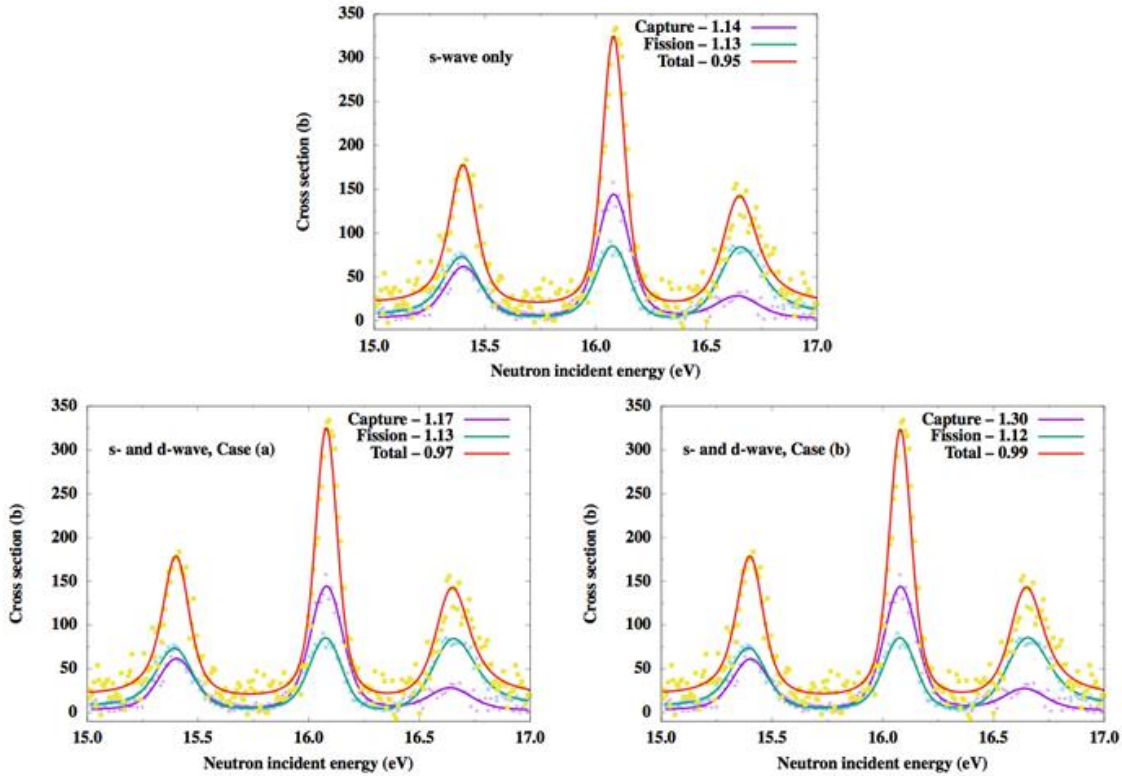 350
300
250
200
150
100
50
0
Cross section (b)
s-wave only
Capture – 1.14
Fission – 1.13
Total – 0.95
15.0 15.5 16.0 16.5 17.0
Neutron incident energy (eV)
350
300
250
200
150
100
50
0
Cross section (b)
s- and d-wave, Case (a)
Capture – 1.17
Fission – 1.13
Total – 0.97
15.0 15.5 16.0 16.5 17.0
Neutron incident energy (eV)
350
300
250
200
150
100
50
0
Cross section (b)
s- and d-wave, Case (b)
Capture – 1.30
Fission – 1.12
Total – 0.99
15.0 15.5 16.0 16.5 17.0
Neutron incident energy (eV)